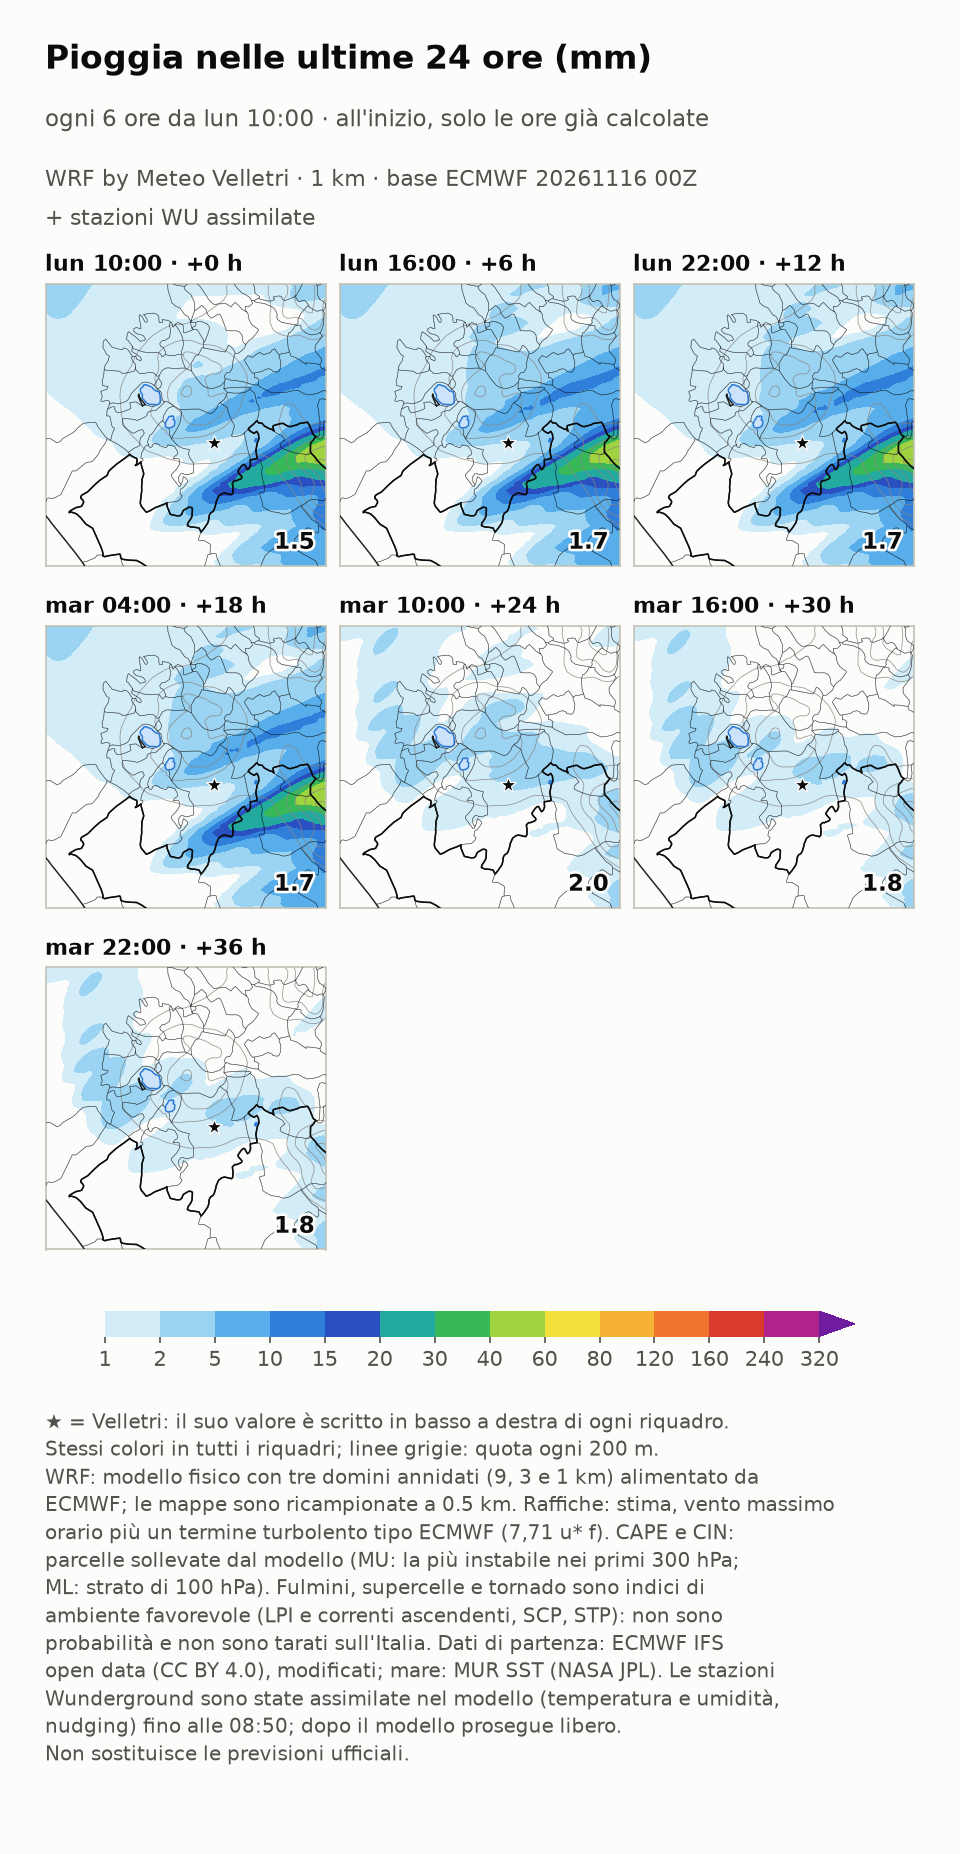 Pioggia nelle ultime 24 ore (mm)
ogni 6 ore da lun 10:00 · all'inizio, solo le ore già calcolate
WRF by Meteo Velletri · 1 km · base ECMWF 20261116 00Z
+ stazioni WU assimilate
lun 10:00 · +0 h
1.5
lun 16:00 · +6 h
1.7
lun 22:00 · +12 h
1.7
mar 04:00 · +18 h
1.7
mar 10:00 · +24 h
2.0
mar 16:00 · +30 h
1.8
mar 22:00 · +36 h
1.8
1 2 5 10 15 20 30 40 60 80 120 160 240 320
★ = Velletri: il suo valore è scritto in basso a destra di ogni riquadro.
Stessi colori in tutti i riquadri; linee grigie: quota ogni 200 m.
WRF: modello fisico con tre domini annidati (9, 3 e 1 km) alimentato da
ECMWF; le mappe sono ricampionate a 0.5 km. Raffiche: stima, vento massimo
orario più un termine turbolento tipo ECMWF (7,71 u* f). CAPE e CIN:
parcelle sollevate dal modello (MU: la più instabile nei primi 300 hPa;
ML: strato di 100 hPa). Fulmini, supercelle e tornado sono indici di
ambiente favorevole (LPI e correnti ascendenti, SCP, STP): non sono
probabilità e non sono tarati sull'Italia. Dati di partenza: ECMWF IFS
open data (CC BY 4.0), modificati; mare: MUR SST (NASA JPL). Le stazioni
Wunderground sono state assimilate nel modello (temperatura e umidità,
nudging) fino alle 08:50; dopo il modello prosegue libero.
Non sostituisce le previsioni ufficiali.